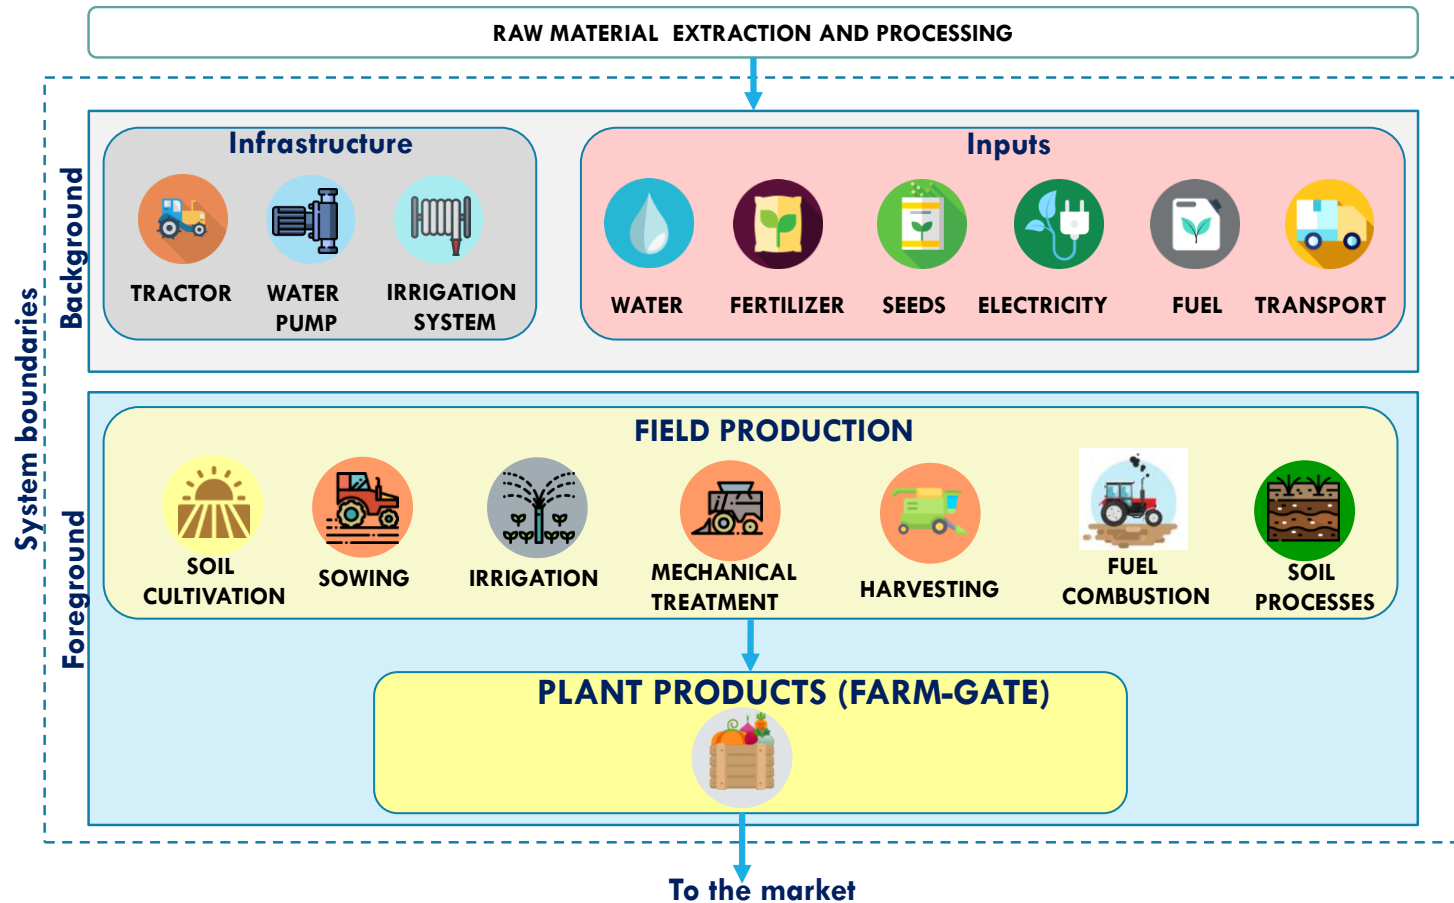 RAW MATERIAL EXTRACTION AND PROCESSING
System boundaries
Background
Infrastructure
TRACTOR
WATER
PUMP
IRRIGATION
SYSTEM
Inputs
WATER
FERTILIZER
SEEDS
ELECTRICITY
FUEL
TRANSPORT
Foreground
FIELD PRODUCTION
SOIL
CULTIVATION
SOWING
IRRIGATION
MECHANICAL
TREATMENT
HARVESTING
FUEL
COMBUSTION
SOIL
PROCESSES
PLANT PRODUCTS (FARM-GATE)
To the market